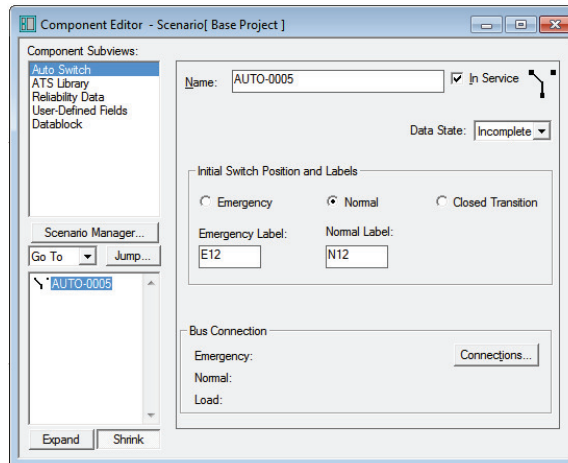 Component Editor - Scenario[ Base Project ]
Component Subviews:
Auto Switch
ATS Library
Reliability Data
User-Defined Fields
Datablock
Scenario Manager...
Go To
Jump...
AUTO-0005
Expand
Shrink
Name: AUTO-0005
In Service
Data State: Incomplete
Initial Switch Position and Labels
Emergency
Normal
Closed Transition
Emergency Label:
Normal Label:
E12
N12
Bus Connection
Emergency:
Connections...
Normal:
Load: